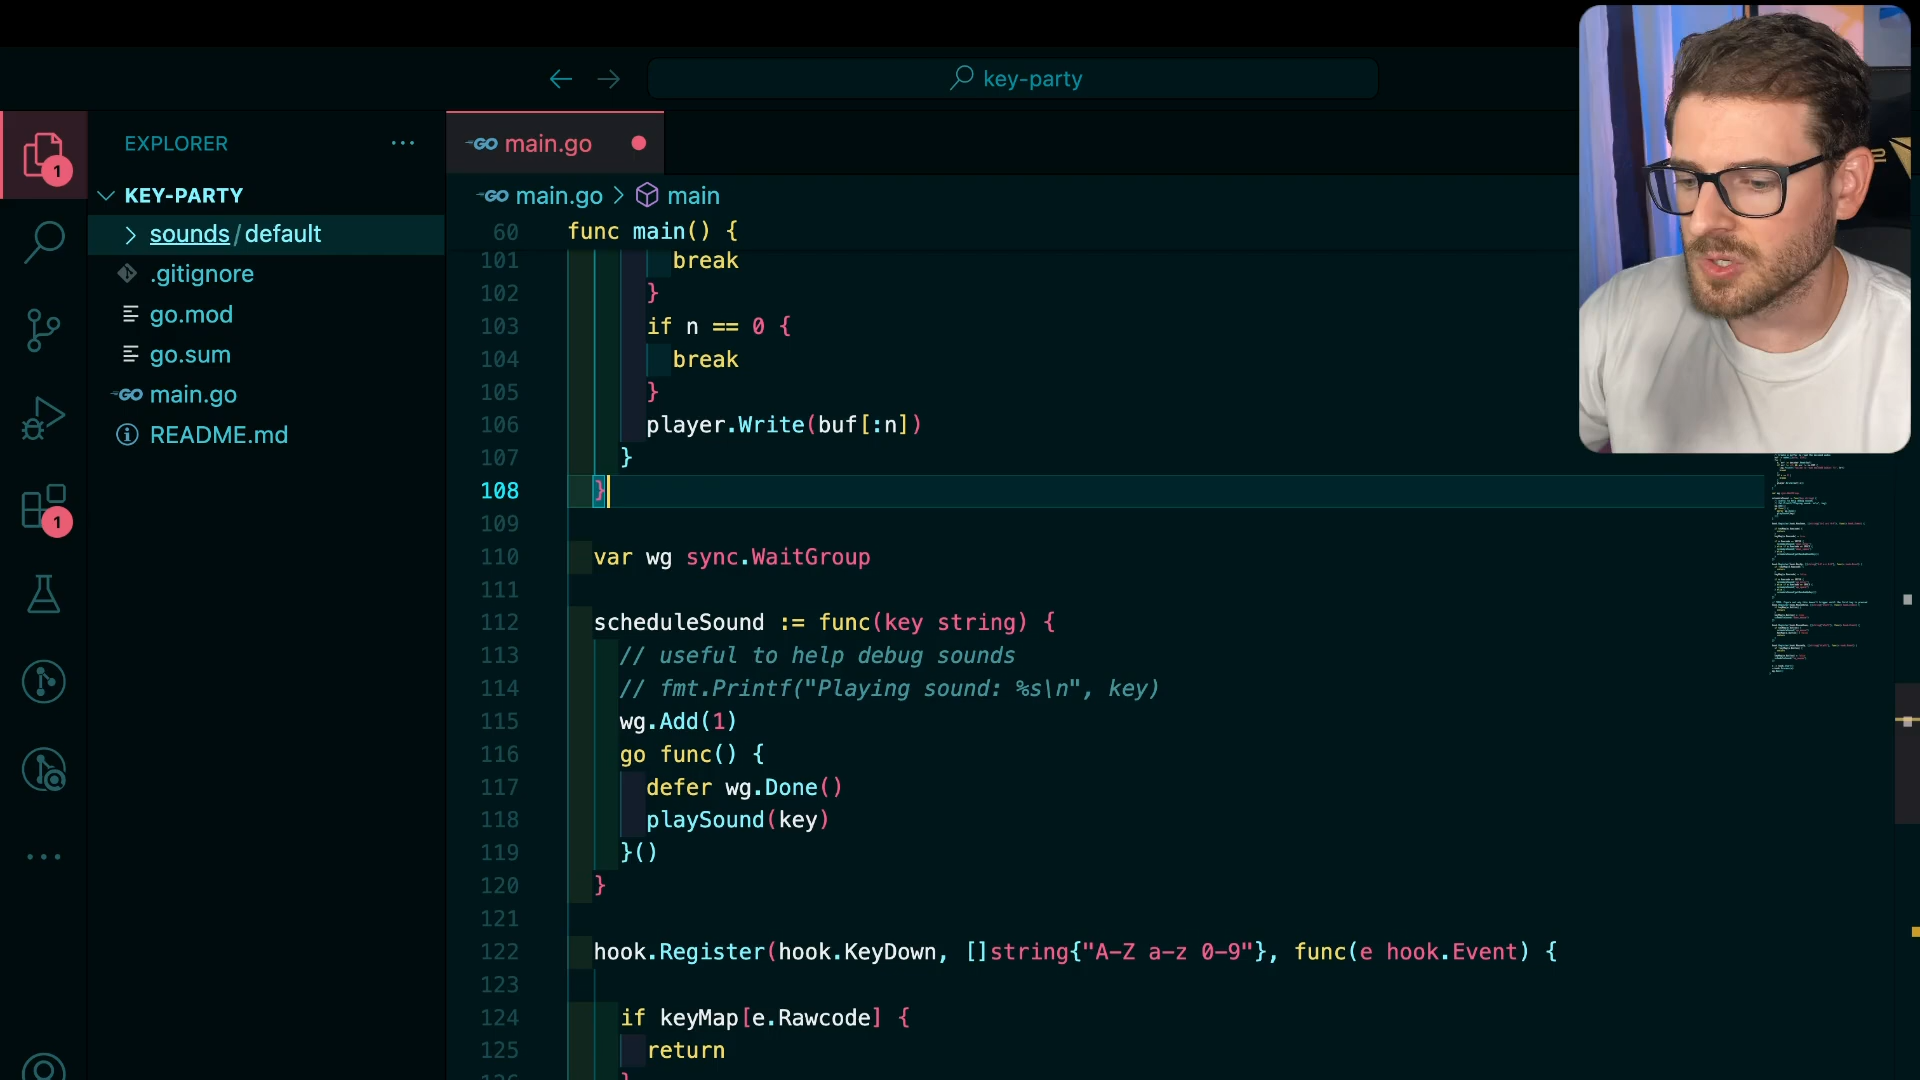 key-party
EXPLORER
KEY-PARTY
sounds/default
.gitignore
go.mod
go.sum
GO main.go
README.md
1
1
GO main.go
GO main.go > main
60 func main() {
101 break
102 }
103 if n == 0 {
104 break
105 }
106 player.Write(buf[:n])
107 }
108 }
109
110 var wg sync.WaitGroup
111
112 scheduleSound := func(key string) {
113 // useful to help debug sounds
114 // fmt.Printf("Playing sound: %s\n", key)
115 wg.Add(1)
116 go func() {
117 defer wg.Done()
118 playSound(key)
119 }()
120 }
121
122 hook.Register(hook.KeyDown, []string{"A-Z a-z 0-9"}, func(e hook.Event) {
123
124 if keyMap[e.Rawcode] {
125 return